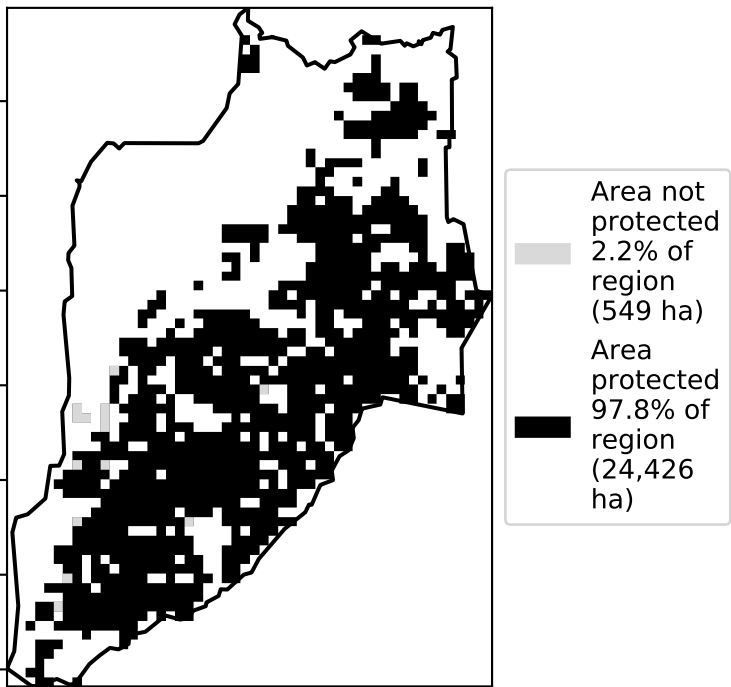 Area not
protected
2.2% of
region
(549 ha)
Area
protected
97.8% of
region
(24,426
ha)